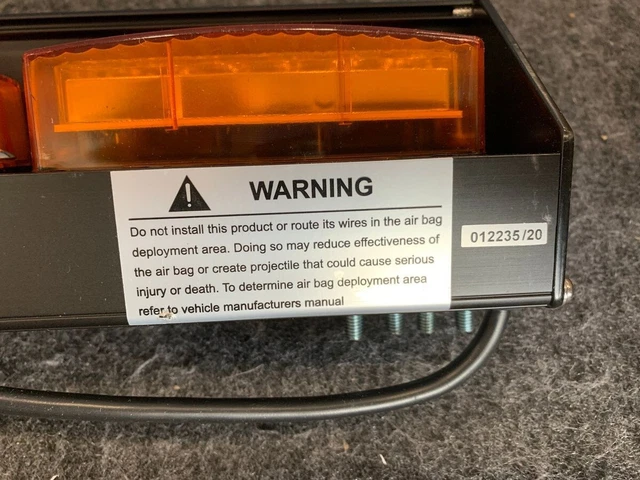 WARNING
Do not install this product or route its wires in the air bag
deployment area. Doing so may reduce effectiveness of
the air bag or create projectile that could cause serious
injury or death. To determine air bag deployment area
refer to vehicle manufacturers manual
012235/20